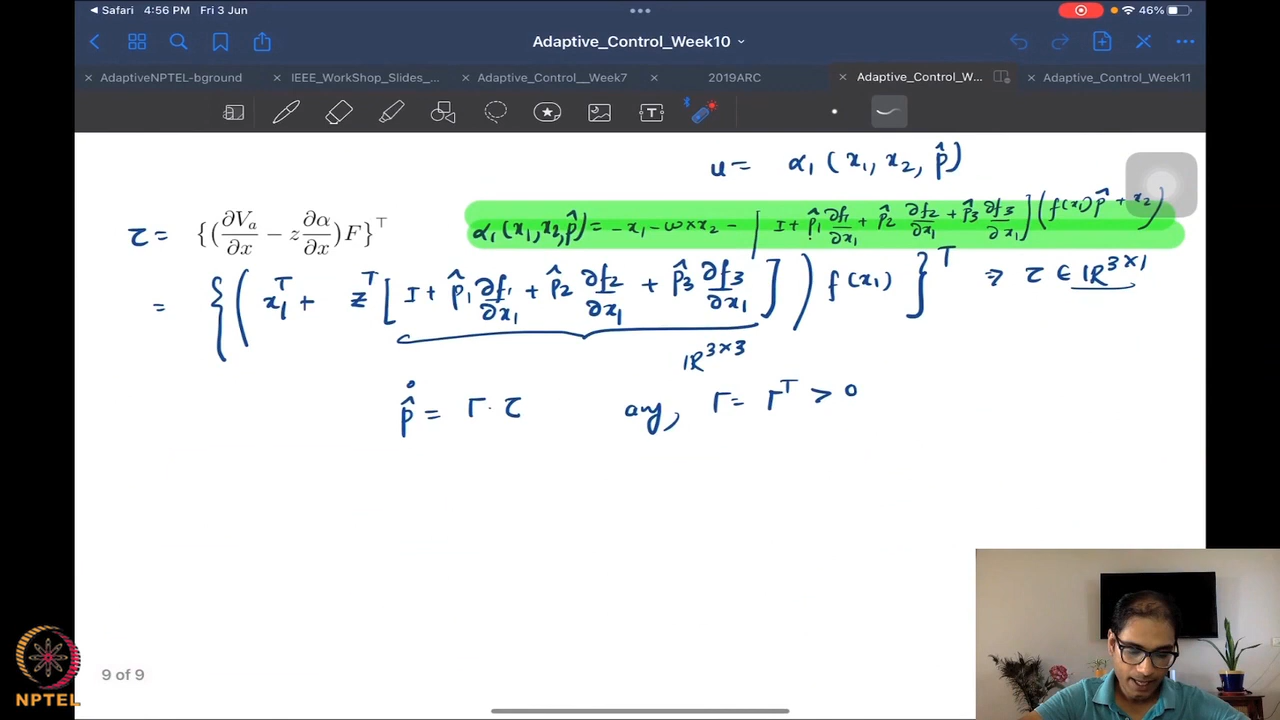 Safari 4:56 PM Fri 3 Jun 46%
Adaptive_Control_Week10
AdaptiveNPTEL-bground IEEE_WorkShop_Slides_... Adaptive_Control__Week7 2019ARC Adaptive_Control_W... Adaptive_Control_Week11
u = α₁ (x₁, x₂, p̂)
α₁(x₁,x₂,p̂) = -x₁ - ω×x₂ - [I + p̂₁ ∂f₁/∂x₁ + p̂₂ ∂f₂/∂x₁ + p̂₃ ∂f₃/∂x₁](f(x₁)p̂ + x₂)
τ = {(∂Vₐ/∂x - z ∂α/∂x)F}ᵀ
= {(x₁ᵀ + zᵀ[I + p̂₁ ∂f₁/∂x₁ + p̂₂ ∂f₂/∂x₁ + p̂₃ ∂f₃/∂x₁]) f(x₁)}ᵀ ⇒ τ ∈ ℝ³ˣ¹
ℝ³ˣ³
p̂̇ = Γ·τ any, Γ = Γᵀ > 0
9 of 9
NPTEL